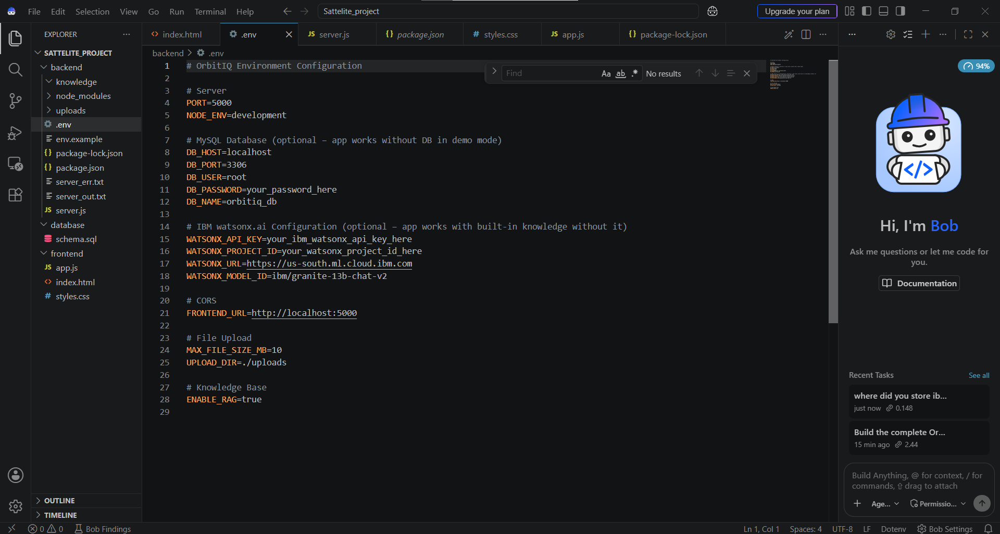 File Edit Selection View Go Run Terminal Help
Sattelite_project
Upgrade your plan
EXPLORER
SATTELITE_PROJECT
backend
knowledge
node_modules
uploads
.env
env.example
package-lock.json
package.json
server_err.txt
server_out.txt
JS server.js
database
schema.sql
frontend
JS app.js
index.html
# styles.css
OUTLINE
TIMELINE
index.html .env JS server.js {} package.json # styles.css JS app.js {} package-lock.json
backend > .env
Find Aa ab .* No results
1 # OrbitIQ Environment Configuration
2
3 # Server
4 PORT=5000
5 NODE_ENV=development
6
7 # MySQL Database (optional – app works without DB in demo mode)
8 DB_HOST=localhost
9 DB_PORT=3306
10 DB_USER=root
11 DB_PASSWORD=your_password_here
12 DB_NAME=orbitiq_db
13
14 # IBM watsonx.ai Configuration (optional – app works with built-in knowledge without it)
15 WATSONX_API_KEY=your_ibm_watsonx_api_key_here
16 WATSONX_PROJECT_ID=your_watsonx_project_id_here
17 WATSONX_URL=https://us-south.ml.cloud.ibm.com
18 WATSONX_MODEL_ID=ibm/granite-13b-chat-v2
19
20 # CORS
21 FRONTEND_URL=http://localhost:5000
22
23 # File Upload
24 MAX_FILE_SIZE_MB=10
25 UPLOAD_DIR=./uploads
26
27 # Knowledge Base
28 ENABLE_RAG=true
29
94%
</>
Hi, I'm Bob
Ask me questions or let me code for
you.
Documentation
Recent Tasks See all
where did you store ib...
just now 0.148
Build the complete Or...
15 min ago 2.44
Build Anything, @ for context, / for
commands, ⇧ drag to attach
Age... Permissio...
0 0 Bob Findings
Ln 1, Col 1 Spaces: 4 UTF-8 LF Dotenv Bob Settings